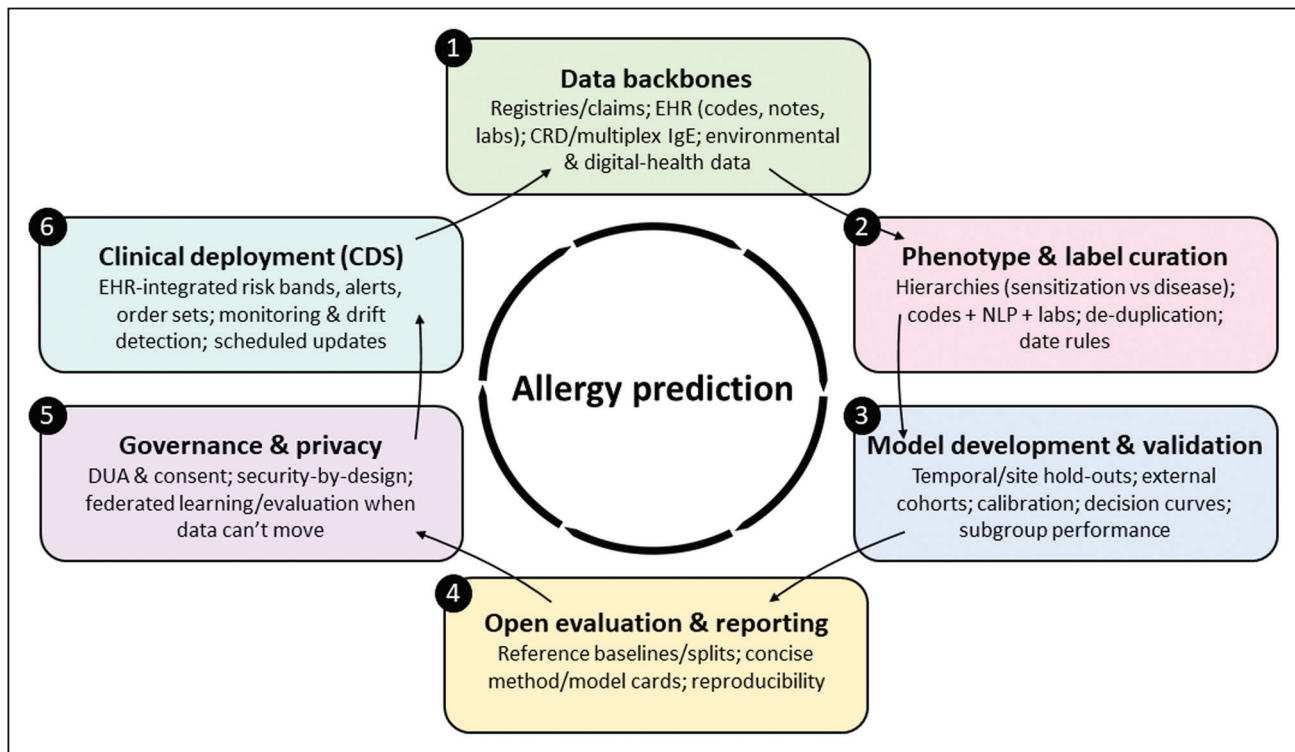 1
Data backbones
Registries/claims; EHR (codes, notes,
labs); CRD/multiplex IgE; environmental
& digital-health data
2
Phenotype & label curation
Hierarchies (sensitization vs disease);
codes + NLP + labs; de-duplication;
date rules
3
Model development & validation
Temporal/site hold-outs; external
cohorts; calibration; decision curves;
subgroup performance
4
Open evaluation & reporting
Reference baselines/splits; concise
method/model cards; reproducibility
5
Governance & privacy
DUA & consent; security-by-design;
federated learning/evaluation when
data can’t move
6
Clinical deployment (CDS)
EHR-integrated risk bands, alerts,
order sets; monitoring & drift
detection; scheduled updates
Allergy prediction